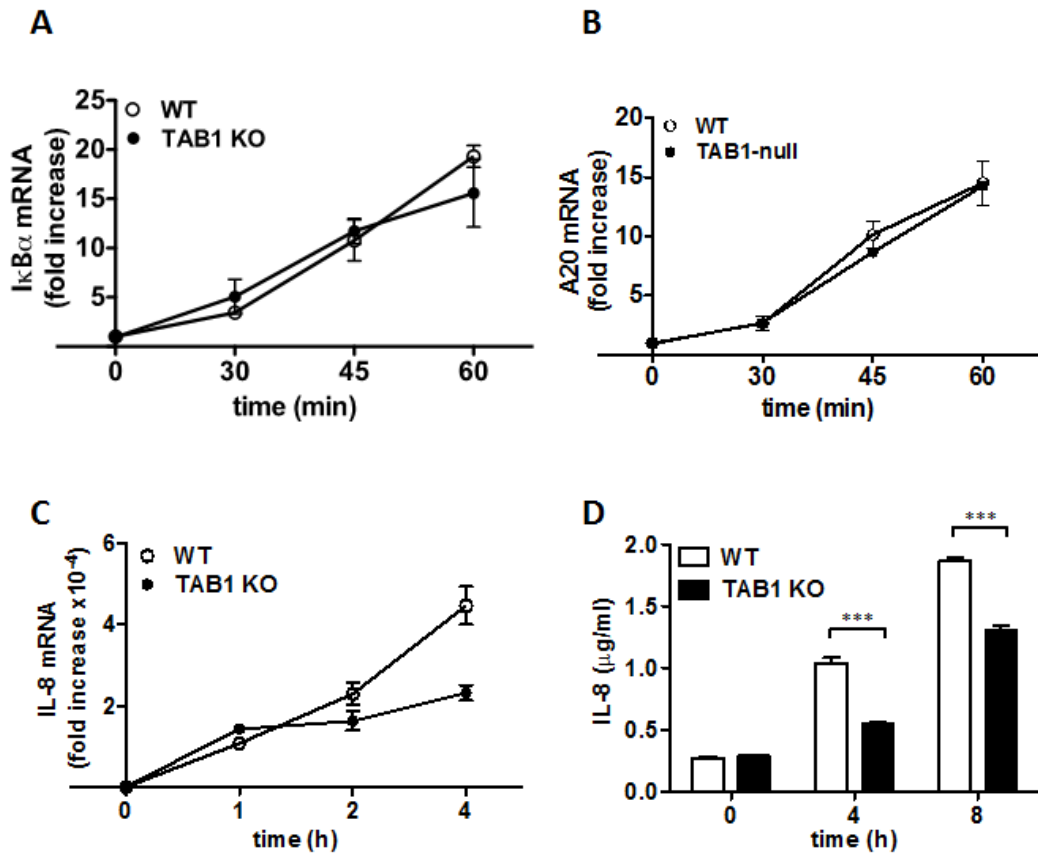 A
25
20
15
10
5
WT
TAB1 KO
IκBα mRNA
(fold increase)
0
30
45
60
time (min)
B
20
15
10
5
WT
TAB1-null
A20 mRNA
(fold increase)
0
30
45
60
time (min)
C
6
4
2
WT
TAB1 KO
IL-8 mRNA
(fold increase x10⁻⁴)
0
1
2
4
time (h)
D
2.0
1.5
1.0
0.5
0.0
WT
TAB1 KO
***
***
IL-8 (μg/ml)
0
4
8
time (h)